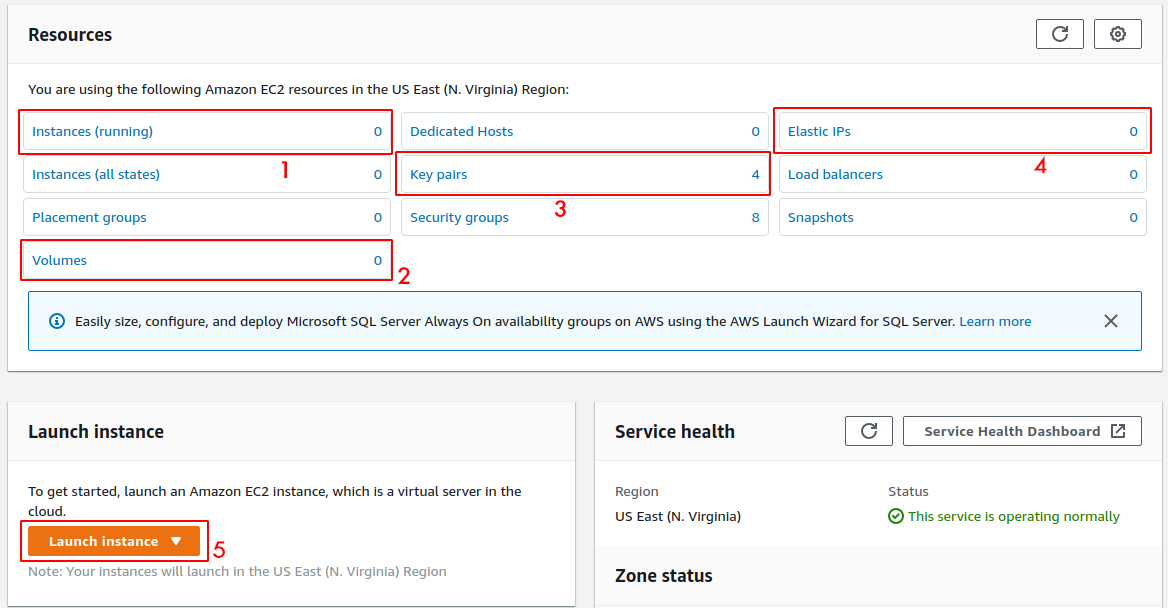 Resources
You are using the following Amazon EC2 resources in the US East (N. Virginia) Region:
Instances (running) 0
Dedicated Hosts 0
Elastic IPs 0
1
4
Instances (all states) 0
Key pairs 4
Load balancers 0
3
Placement groups 0
Security groups 8
Snapshots 0
Volumes 0
2
Easily size, configure, and deploy Microsoft SQL Server Always On availability groups on AWS using the AWS Launch Wizard for SQL Server. Learn more
Launch instance
To get started, launch an Amazon EC2 instance, which is a virtual server in the
cloud.
Launch instance
5
Note: Your instances will launch in the US East (N. Virginia) Region
Service health
Service Health Dashboard
Region
Status
US East (N. Virginia)
This service is operating normally
Zone status